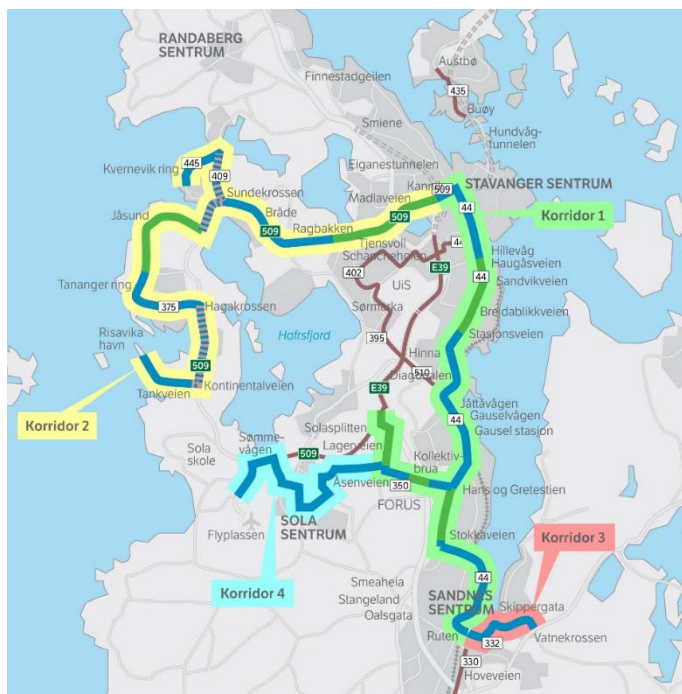 RANDABERG
SENTRUM
Austbø
435
Buøy
Finnestadgeilen
Smiene
Hundvåg-
tunnelen
Kvernevik ring
445
409
Eiganestunnelen
509
STAVANGER SENTRUM
Sundekrossen
Madlaveien
44
Korridor 1
Jåsund
Bråde
509
Ragbakken
509
Tjensvoll
E39
Hillevåg
Haugåsveien
44
Sandvikveien
402
UiS
Tananger ring
375
Hagakrossen
Sørmarka
Hafrsfjord
395
Bredablikkveien
Stasjonsveien
Risavika
havn
509
Hinna
510
E39
Tankveien
Kontinentalveien
Jåttåvågen
Gauselvågen
44
Gausel stasjon
Korridor 2
Sola
skole
Sømme-
vågen
Solasplitten
509
Lagerveien
Kollektiv-
brua
Åsenveien
350
Hans og Gretestien
FORUS
Flyplassen
SOLA
SENTRUM
Stokkaveien
Korridor 3
Korridor 4
Smeaheia
Stangeland
Oalsgata
44
SANDNES
SENTRUM
Skippergata
Ruten
332
Vatnekrossen
330
Hoveveien